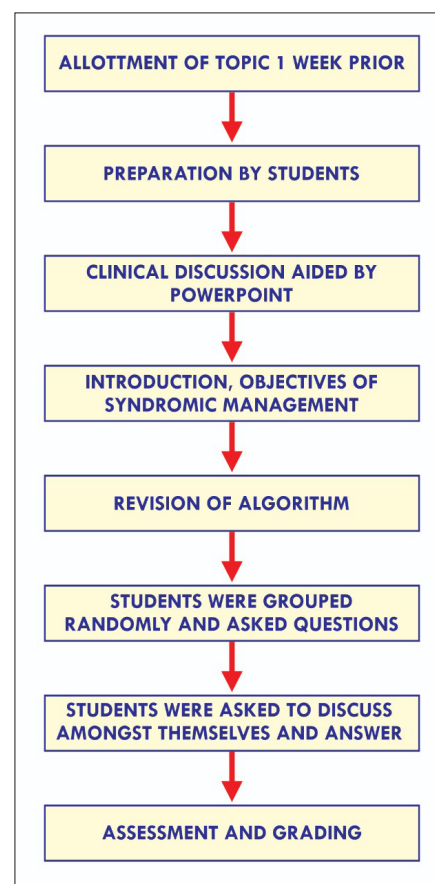 ALLOTTMENT OF TOPIC 1 WEEK PRIOR
PREPARATION BY STUDENTS
CLINICAL DISCUSSION AIDED BY
POWERPOINT
INTRODUCTION, OBJECTIVES OF
SYNDROMIC MANAGEMENT
REVISION OF ALGORITHM
STUDENTS WERE GROUPED
RANDOMLY AND ASKED QUESTIONS
STUDENTS WERE ASKED TO DISCUSS
AMONGST THEMSELVES AND ANSWER
ASSESSMENT AND GRADING